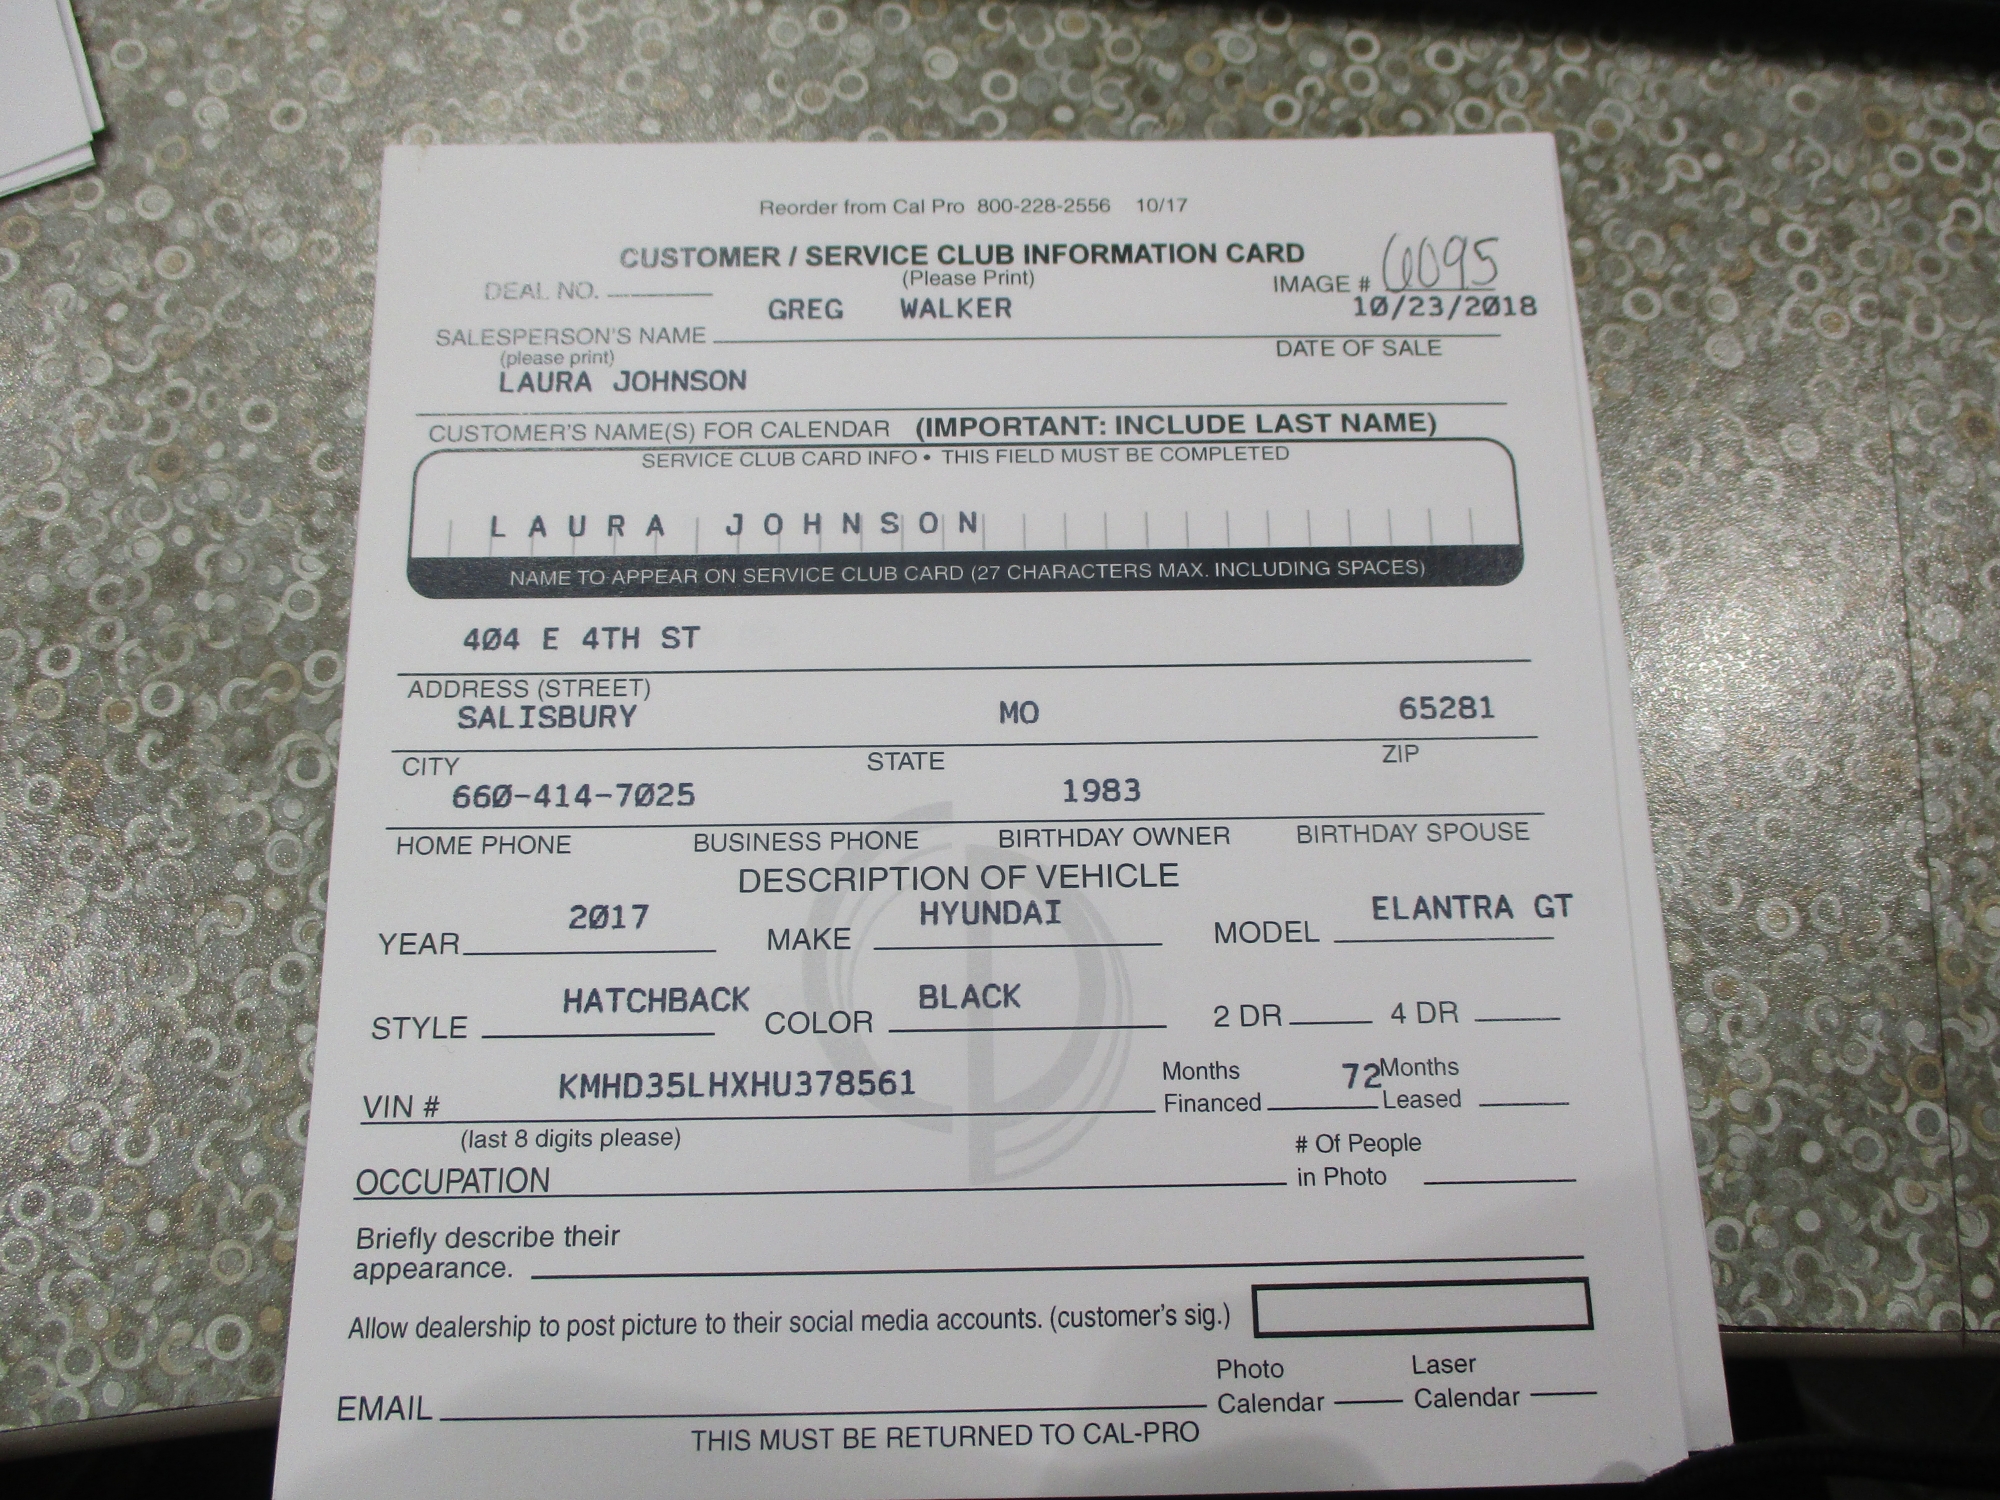 Reorder from Cal Pro 800-228-2556 10/17
CUSTOMER / SERVICE CLUB INFORMATION CARD
(Please Print)
DEAL NO.
IMAGE # 6095
GREG WALKER 10/23/2018
SALESPERSON'S NAME DATE OF SALE
(please print)
LAURA JOHNSON
CUSTOMER'S NAME(S) FOR CALENDAR (IMPORTANT: INCLUDE LAST NAME)
SERVICE CLUB CARD INFO • THIS FIELD MUST BE COMPLETED
LAURA JOHNSON
NAME TO APPEAR ON SERVICE CLUB CARD (27 CHARACTERS MAX. INCLUDING SPACES)
404 E 4TH ST
ADDRESS (STREET)
SALISBURY MO 65281
CITY STATE ZIP
660-414-7025 1983
HOME PHONE BUSINESS PHONE BIRTHDAY OWNER BIRTHDAY SPOUSE
DESCRIPTION OF VEHICLE
2017 HYUNDAI ELANTRA GT
YEAR MAKE MODEL
HATCHBACK BLACK
STYLE COLOR 2 DR 4 DR
KMHD35LHXHU378561 Months 72 Months
VIN # Financed Leased
(last 8 digits please) # Of People
OCCUPATION in Photo
Briefly describe their
appearance.
Allow dealership to post picture to their social media accounts. (customer's sig.)
Photo Laser
EMAIL Calendar Calendar
THIS MUST BE RETURNED TO CAL-PRO